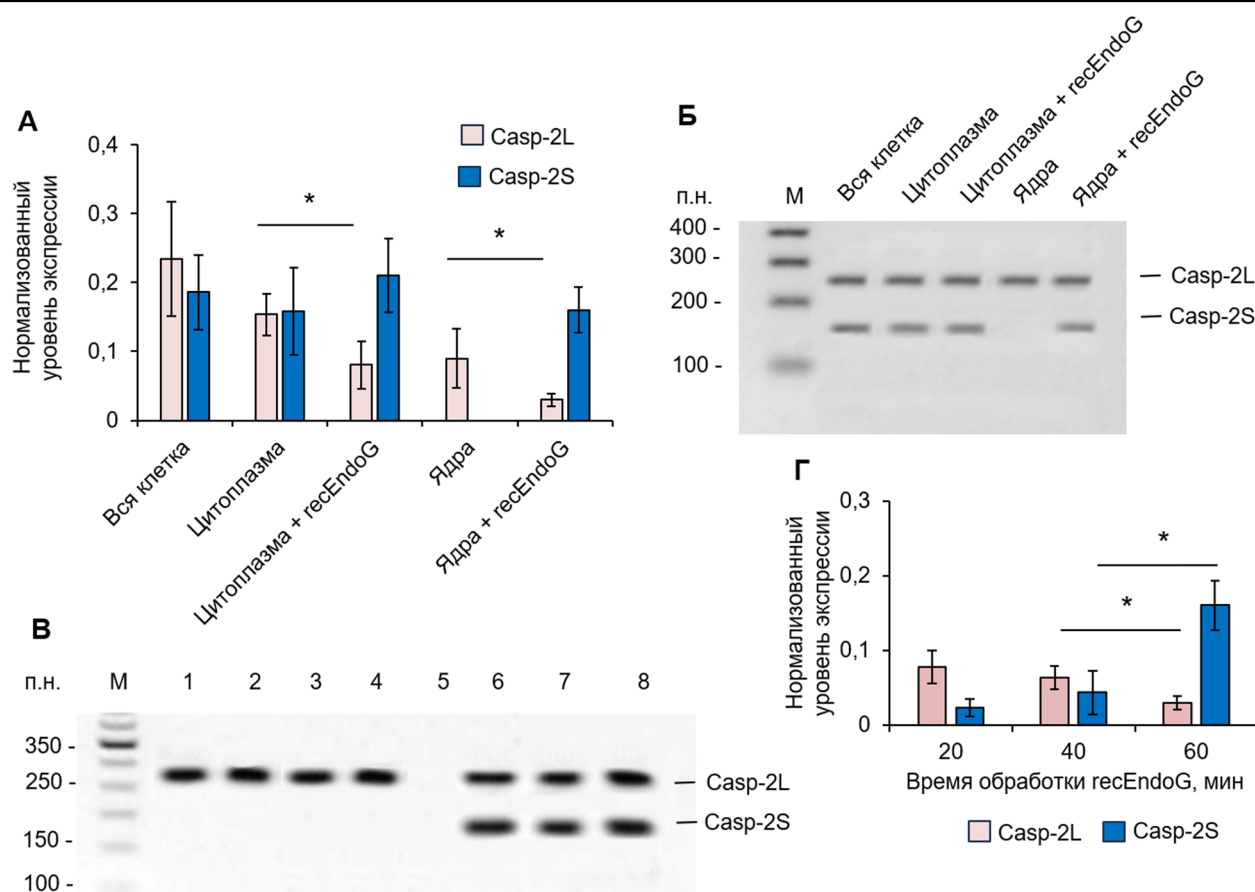 А
Нормализованный
уровень экспрессии
0,4
0,3
0,2
0,1
0
Casp-2L
Casp-2S
*
*
Вся клетка
Цитоплазма
Цитоплазма + recEndoG
Ядра
Ядра + recEndoG
Б
п.н.
М
Вся клетка
Цитоплазма
Цитоплазма + recEndoG
Ядра
Ядра + recEndoG
400 -
300 -
200 -
100 -
Casp-2L
Casp-2S
В
п.н. М 1 2 3 4 5 6 7 8
350 -
250 -
150 -
100 -
Casp-2L
Casp-2S
Г
Нормализованный
уровень экспрессии
0,3
0,2
0,1
0
*
*
20 40 60
Время обработки recEndoG, мин
Casp-2L Casp-2S